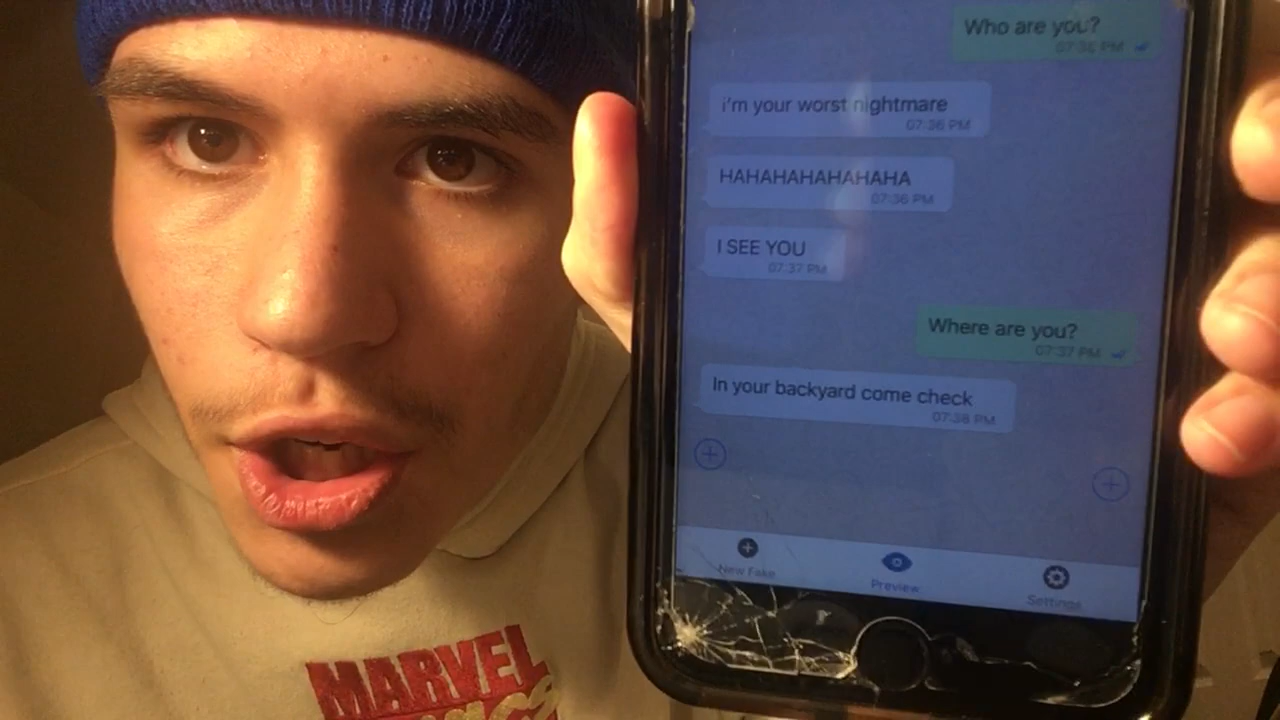 Who are you?
07:36 PM
i'm your worst nightmare
07:36 PM
HAHAHAHAHAHAHA
07:36 PM
I SEE YOU
07:37 PM
Where are you?
07:37 PM
In your backyard come check
07:38 PM
New Fake
Preview
Settings
MARVEL